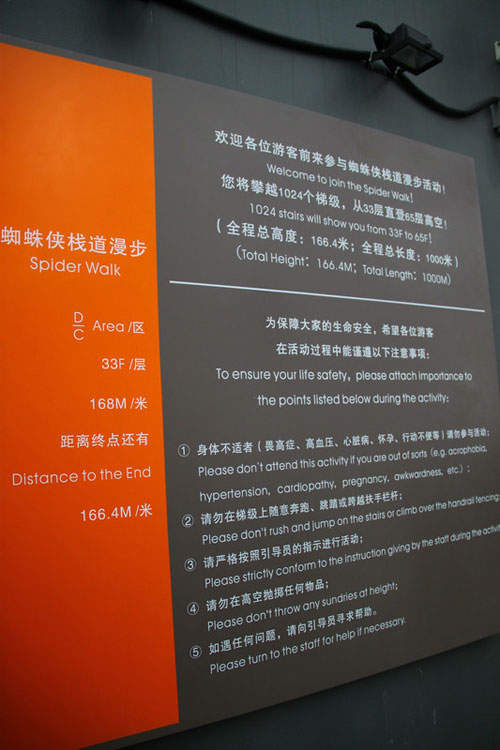 蜘蛛侠栈道漫步
Spider Walk
D/C Area /区
33F /层
168M /米
距离终点还有
Distance to the End
166.4M /米
欢迎各位游客前来参与蜘蛛侠栈道漫步活动!
Welcome to join the Spider Walk!
您将攀越1024个梯级，从33层直登65层高空!
1024 stairs will show you from 33F to 65F!
(全程总高度：166.4米；全程总长度：1000米)
(Total Height：166.4M；Total Length：1000M)
为保障大家的生命安全，希望各位游客
在活动过程中能谨遵以下注意事项：
To ensure your life safety, please attach importance to
the points listed below during the activity:
① 身体不适者(畏高症、高血压、心脏病、怀孕、行动不便等)请勿参与活动；
Please don't attend this activity if you are out of sorts (e.g. acrophobia,
hypertension, cardiopathy, pregnancy, awkwardness, etc.)；
② 请勿在梯级上随意奔跑、跳踏或跨越扶手栏杆；
Please don't rush and jump on the stairs or climb over the handrail fencing;
③ 请严格按照引导员的指示进行活动；
Please strictly conform to the instruction giving by the staff during the activity
④ 请勿在高空抛掷任何物品；
Please don't throw any sundries at height;
⑤ 如遇任何问题，请向引导员寻求帮助。
Please turn to the staff for help if necessary.